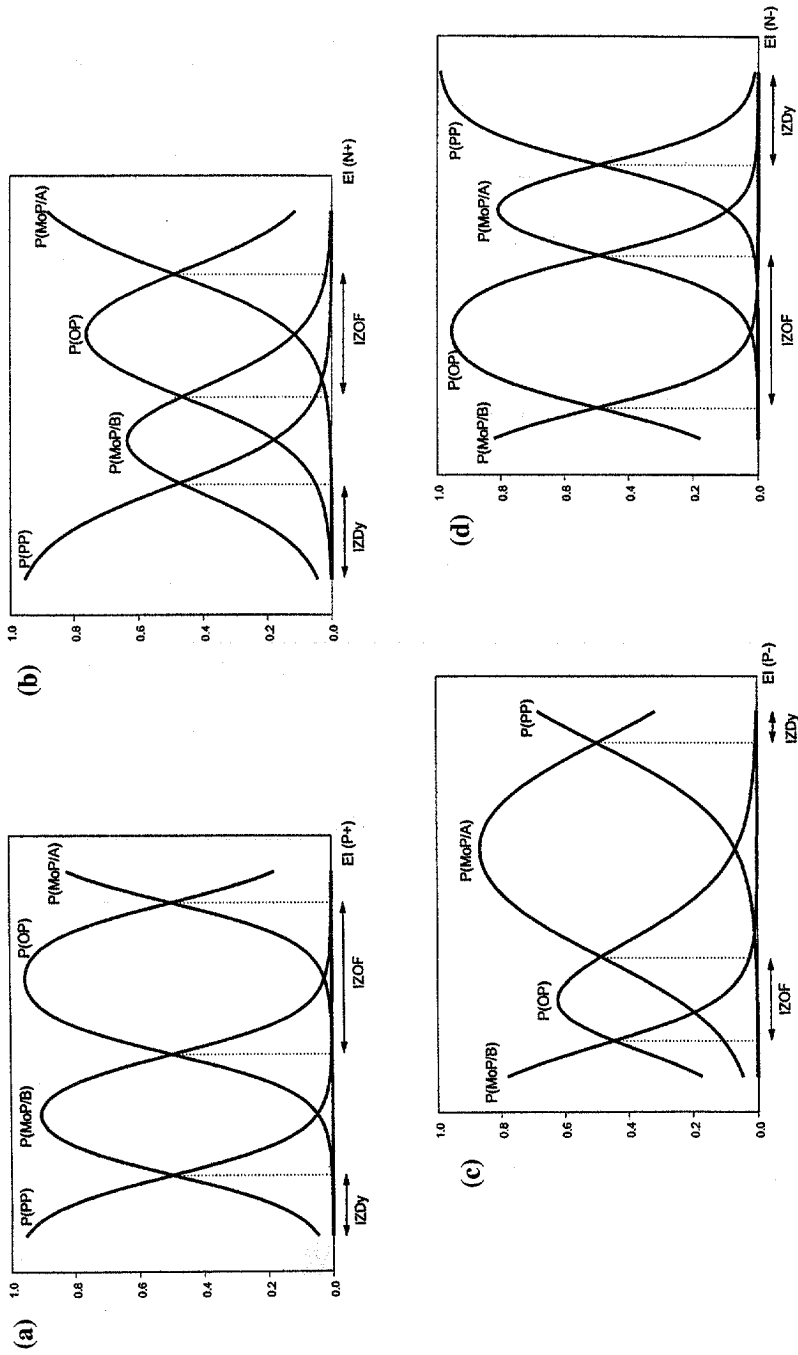 (a)
1.0
0.8
0.6
0.4
0.2
0.0
P(PP)
P(MoP/B)
P(OP)
P(MoP/A)
IZDy
IZOF
EI (P+)
(b)
1.0
0.8
0.6
0.4
0.2
0.0
P(PP)
P(MoP/B)
P(OP)
P(MoP/A)
IZDy
IZOF
EI (N+)
(c)
1.0
0.8
0.6
0.4
0.2
0.0
P(MoP/B)
P(OP)
P(MoP/A)
P(PP)
IZOF
IZDy
EI (P-)
(d)
1.0
0.8
0.6
0.4
0.2
0.0
P(MoP/B)
P(OP)
P(MoP/A)
P(PP)
IZOF
IZDy
EI (N-)